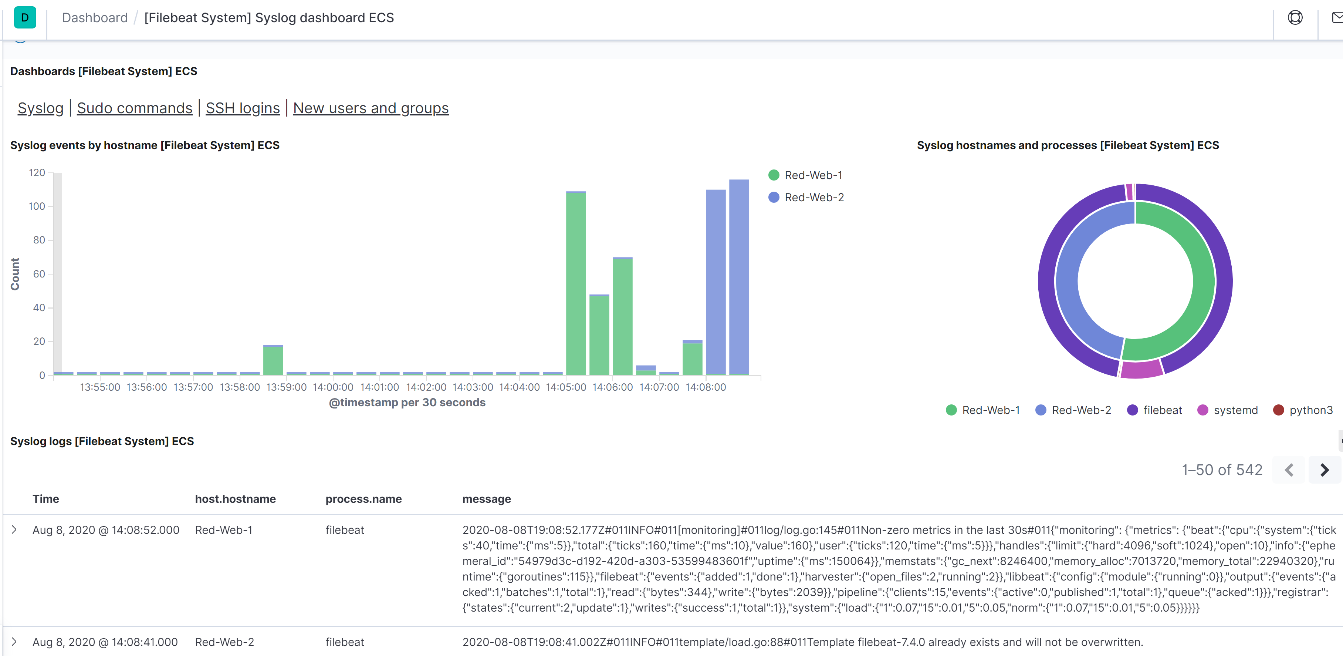 D
Dashboard / [Filebeat System] Syslog dashboard ECS
Dashboards [Filebeat System] ECS
Syslog | Sudo commands | SSH logins | New users and groups
Syslog events by hostname [Filebeat System] ECS
120
100
80
60
40
20
0
Count
13:55:00 13:56:00 13:57:00 13:58:00 13:59:00 14:00:00 14:01:00 14:02:00 14:03:00 14:04:00 14:05:00 14:06:00 14:07:00 14:08:00
@timestamp per 30 seconds
Red-Web-1
Red-Web-2
Syslog hostnames and processes [Filebeat System] ECS
Red-Web-1 Red-Web-2 filebeat systemd python3
Syslog logs [Filebeat System] ECS
1–50 of 542
Time host.hostname process.name message
Aug 8, 2020 @ 14:08:52.000 Red-Web-1 filebeat 2020-08-08T19:08:52.177Z#011INFO#011[monitoring]#011log/log.go:145#011Non-zero metrics in the last 30s#011{"monitoring": {"metrics": {"beat":{"cpu":{"system":{"tick
s":40,"time":{"ms":5}},"total":{"ticks":160,"time":{"ms":10},"value":160},"user":{"ticks":120,"time":{"ms":5}}},"handles":{"limit":{"hard":4096,"soft":1024},"open":10},"info":{"ephe
meral_id":"54979d3c-d192-420d-a303-53599483601f","uptime":{"ms":150064}},"memstats":{"gc_next":8246400,"memory_alloc":7013720,"memory_total":22940320},"ru
ntime":{"goroutines":115}},"filebeat":{"events":{"added":1,"done":1},"harvester":{"open_files":2,"running":2}},"libbeat":{"config":{"module":{"running":0}},"output":{"events":{"a
cked":1,"batches":1,"total":1},"read":{"bytes":344},"write":{"bytes":2039}},"pipeline":{"clients":15,"events":{"active":0,"published":1,"total":1},"queue":{"acked":1}}},"registrar":
{"states":{"current":2,"update":1},"writes":{"success":1,"total":1}},"system":{"load":{"1":0.07,"15":0.01,"5":0.05,"norm":{"1":0.07,"15":0.01,"5":0.05}}}}}}
Aug 8, 2020 @ 14:08:41.000 Red-Web-2 filebeat 2020-08-08T19:08:41.002Z#011INFO#011template/load.go:88#011Template filebeat-7.4.0 already exists and will not be overwritten.